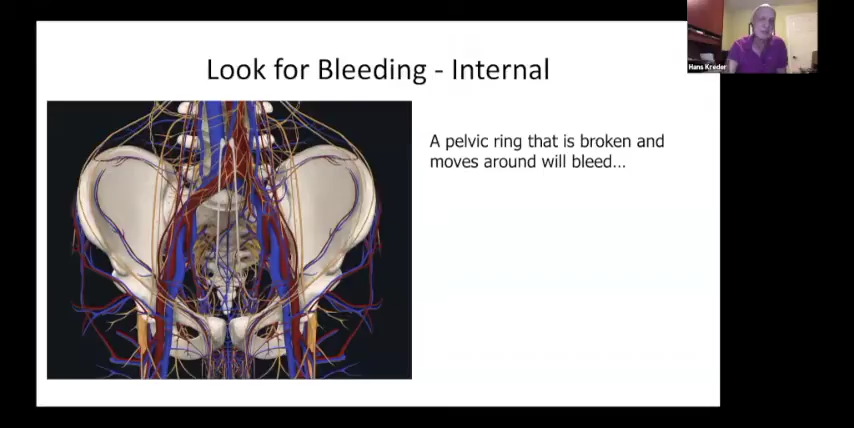 Look for Bleeding - Internal
Hans Kreder
A pelvic ring that is broken and
moves around will bleed...